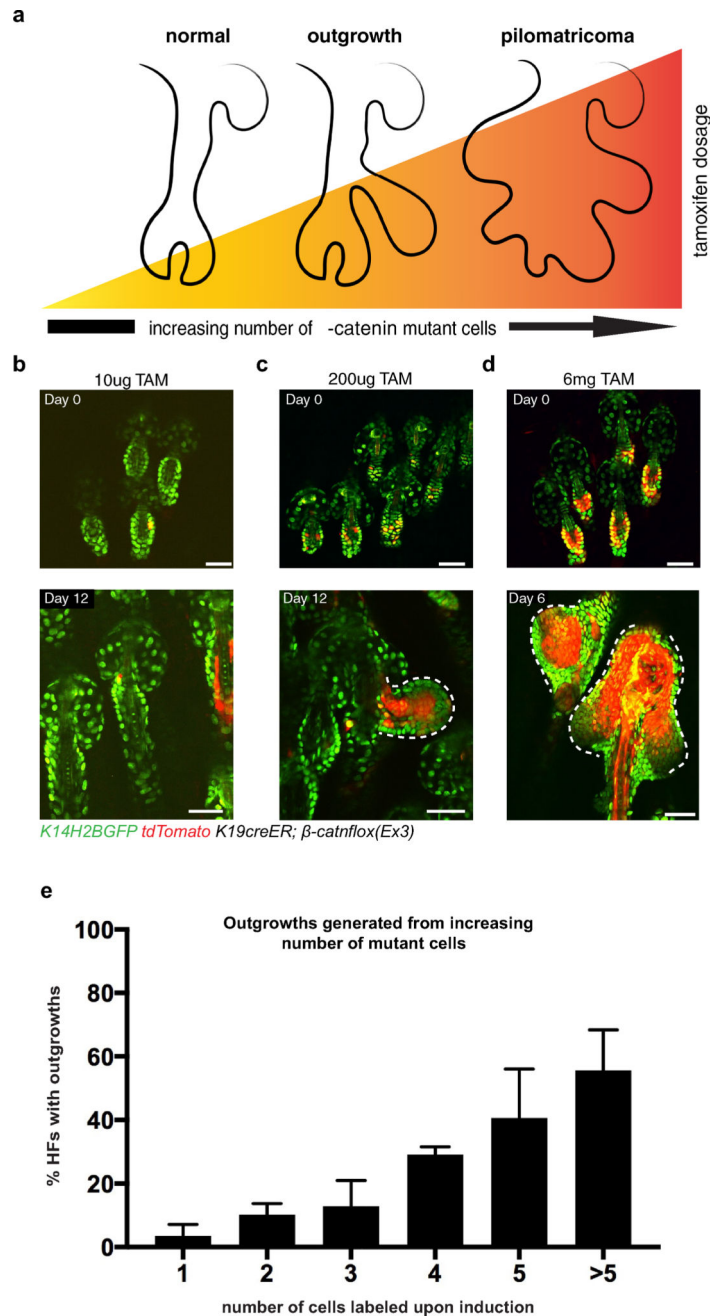 a
normal
outgrowth
pilomatricoma
tamoxifen dosage
increasing number of -catenin mutant cells
b
10ug TAM
Day 0
Day 12
c
200ug TAM
Day 0
Day 12
d
6mg TAM
Day 0
Day 6
K14H2BGFP tdTomato K19creER; β-catnflox(Ex3)
e
Outgrowths generated from increasing
number of mutant cells
% HFs with outgrowths
100
80
60
40
20
0
1 2 3 4 5 >5
number of cells labeled upon induction